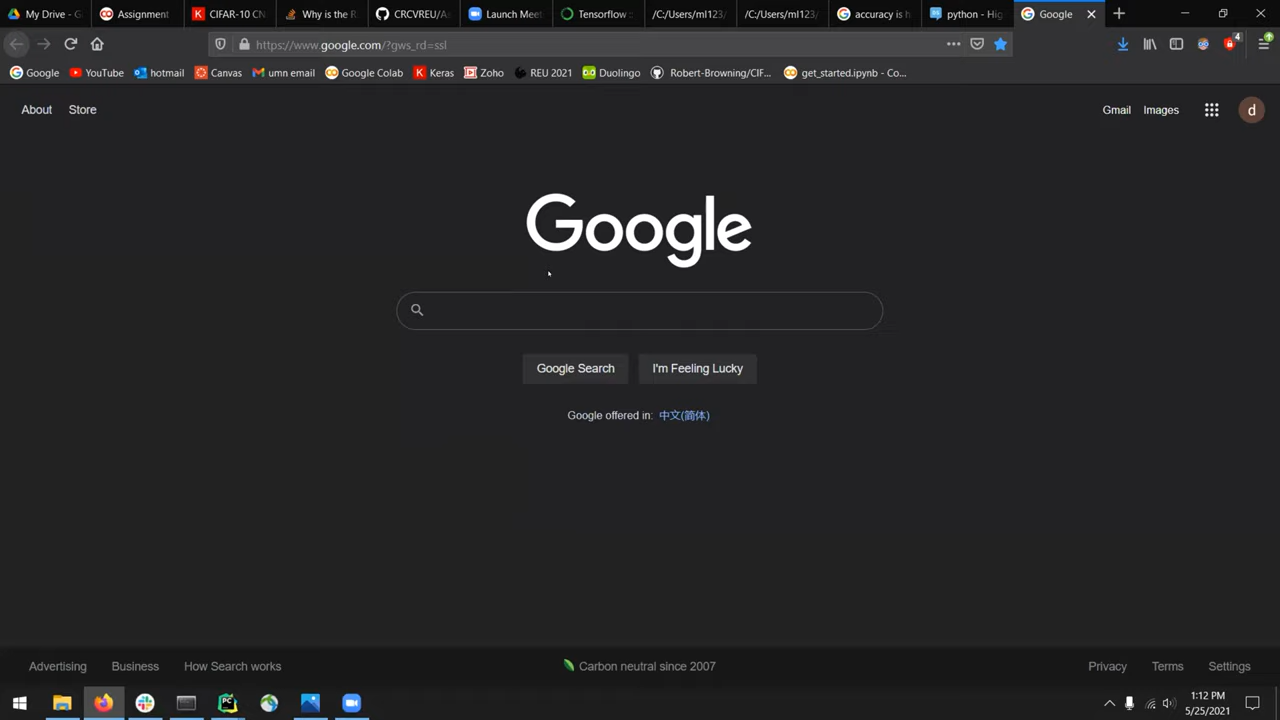 My Drive - G
Assignment
CIFAR-10 CN
Why is the R
CRCVREU/As
Launch Meet
Tensorflow ::
/C:/Users/ml123/
/C:/Users/ml123/
accuracy is h
python - Hig
Google
https://www.google.com/?gws_rd=ssl
4
Google
YouTube
hotmail
Canvas
umn email
Google Colab
Keras
Zoho
REU 2021
Duolingo
Robert-Browning/CIF...
get_started.ipynb - Co...
About
Store
Gmail
Images
d
Google
Google Search
I'm Feeling Lucky
Google offered in: 中文(简体)
Advertising
Business
How Search works
Carbon neutral since 2007
Privacy
Terms
Settings
PC
1:12 PM
5/25/2021